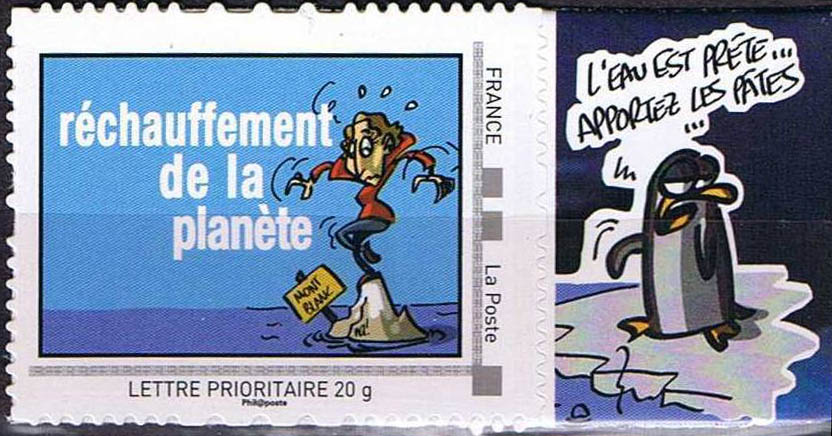 réchauffement
de la
planète
MONT
BLANC
FRANCE
La Poste
LETTRE PRIORITAIRE 20 g
Phil@poste
L'EAU EST PRÊTE...
APPORTEZ LES PÂTES
...